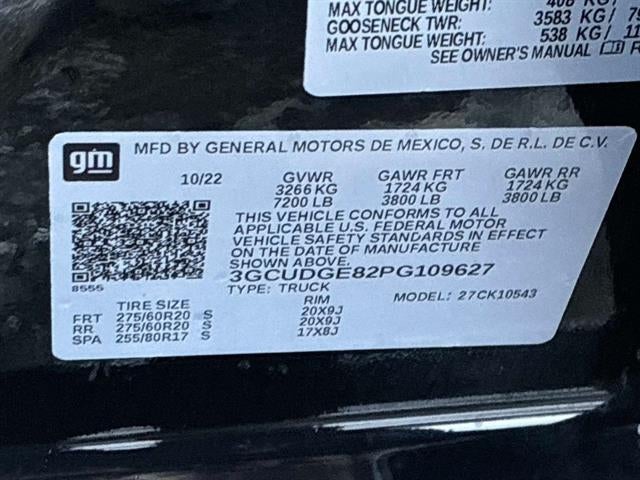 MAX TONGUE WEIGHT: 408 KG/
GOOSENECK TWR: 3583 KG/ 79
MAX TONGUE WEIGHT: 538 KG/ 11
SEE OWNER'S MANUAL
gm
MFD BY GENERAL MOTORS DE MEXICO, S. DE R.L. DE C.V.
10/22 GVWR GAWR FRT GAWR RR
3266 KG 1724 KG 1724 KG
7200 LB 3800 LB 3800 LB
THIS VEHICLE CONFORMS TO ALL
APPLICABLE U.S. FEDERAL MOTOR
VEHICLE SAFETY STANDARDS IN EFFECT
ON THE DATE OF MANUFACTURE
SHOWN ABOVE.
3GCUDGE82PG109627
8555
TYPE: TRUCK MODEL: 27CK10543
TIRE SIZE RIM
FRT 275/60R20 S 20X9J
RR 275/60R20 S 20X9J
SPA 255/80R17 S 17X8J